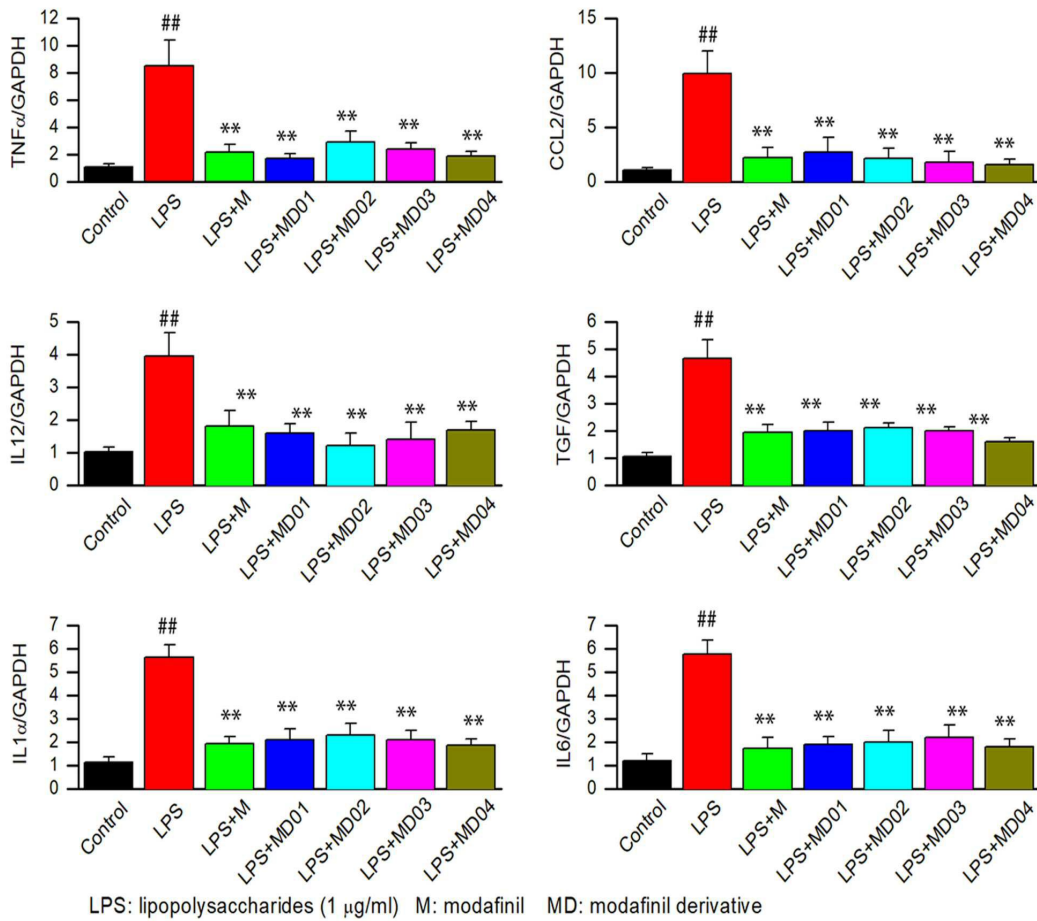 TNFα/GAPDH
12
10
8
6
4
2
0
##
**
**
**
**
**
Control
LPS
LPS+M
LPS+MD01
LPS+MD02
LPS+MD03
LPS+MD04
CCL2/GAPDH
15
10
5
0
##
**
**
**
**
**
Control
LPS
LPS+M
LPS+MD01
LPS+MD02
LPS+MD03
LPS+MD04
IL12/GAPDH
5
4
3
2
1
0
##
**
**
**
**
**
Control
LPS
LPS+M
LPS+MD01
LPS+MD02
LPS+MD03
LPS+MD04
TGF/GAPDH
6
5
4
3
2
1
0
##
**
**
**
**
**
Control
LPS
LPS+M
LPS+MD01
LPS+MD02
LPS+MD03
LPS+MD04
IL1α/GAPDH
7
6
5
4
3
2
1
0
##
**
**
**
**
**
Control
LPS
LPS+M
LPS+MD01
LPS+MD02
LPS+MD03
LPS+MD04
IL6/GAPDH
7
6
5
4
3
2
1
0
##
**
**
**
**
**
Control
LPS
LPS+M
LPS+MD01
LPS+MD02
LPS+MD03
LPS+MD04
LPS: lipopolysaccharides (1 μg/ml) M: modafinil MD: modafinil derivative